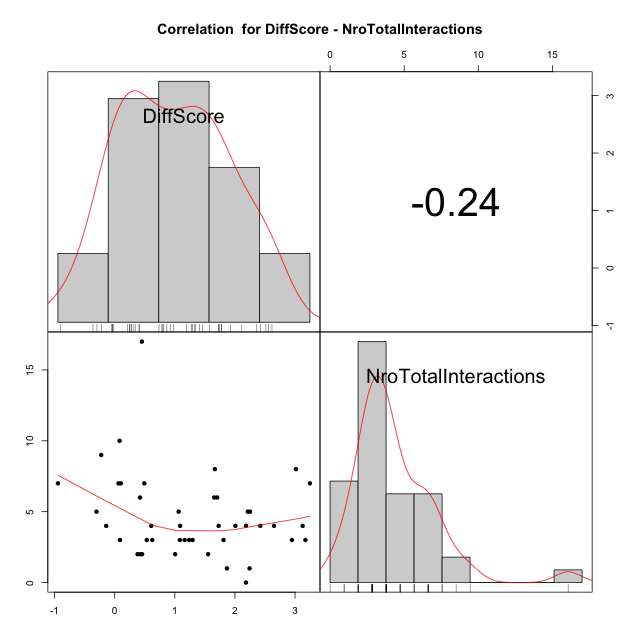 Correlation  for DiffScore - NroTotalInteractions
0 5 10 15
DiffScore
-0.24
3
2
1
0
-1
NroTotalInteractions
15
10
5
0
-1 0 1 2 3